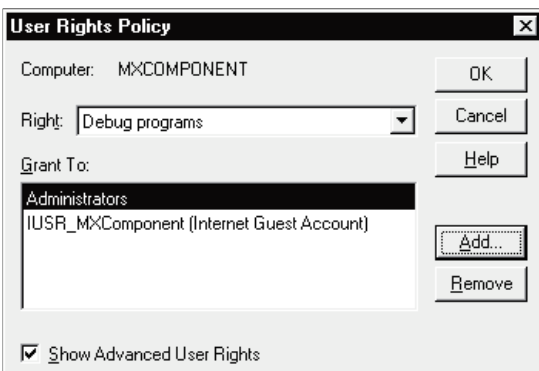 User Rights Policy
Computer: MXCOMPONENT
OK
Right: Debug programs
Cancel
Grant To:
Help
Administrators
IUSR_MXComponent (Internet Guest Account)
Add...
Remove
Show Advanced User Rights